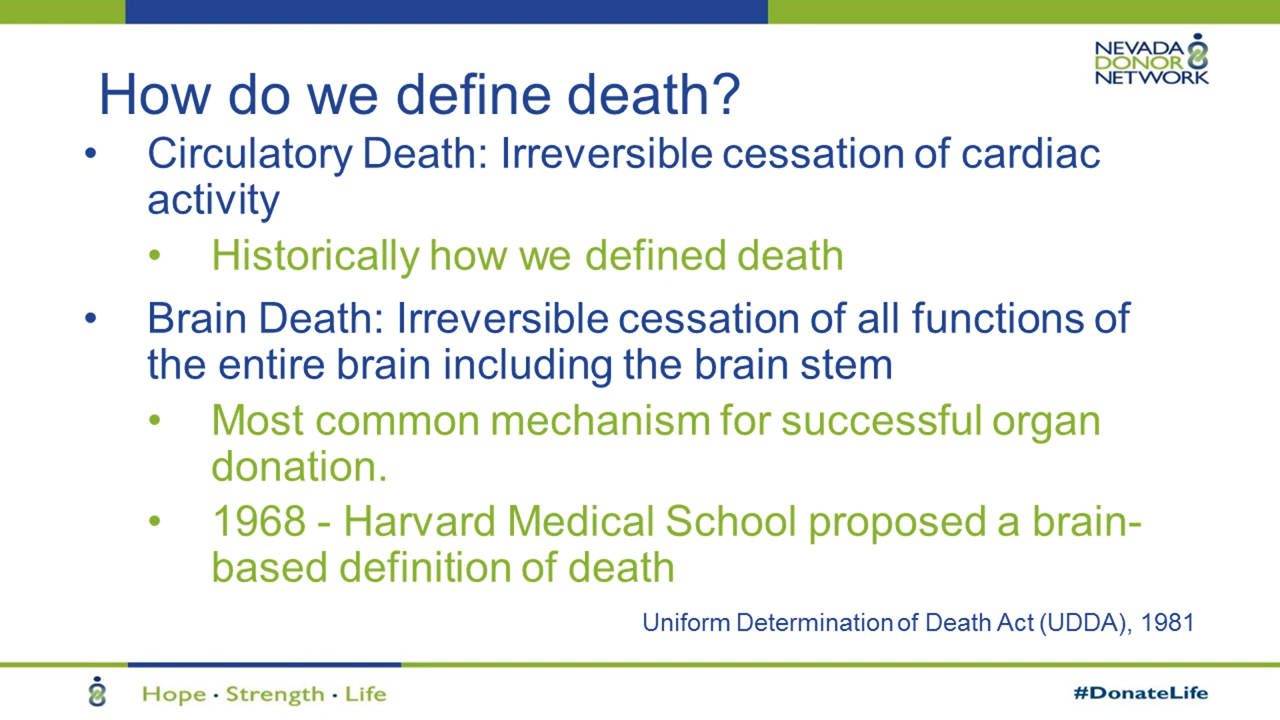 NEVADA
DONOR
NETWORK
How do we define death?
• Circulatory Death: Irreversible cessation of cardiac
activity
• Historically how we defined death
• Brain Death: Irreversible cessation of all functions of
the entire brain including the brain stem
• Most common mechanism for successful organ
donation.
• 1968 - Harvard Medical School proposed a brain-
based definition of death
Uniform Determination of Death Act (UDDA), 1981
Hope · Strength · Life
#DonateLife